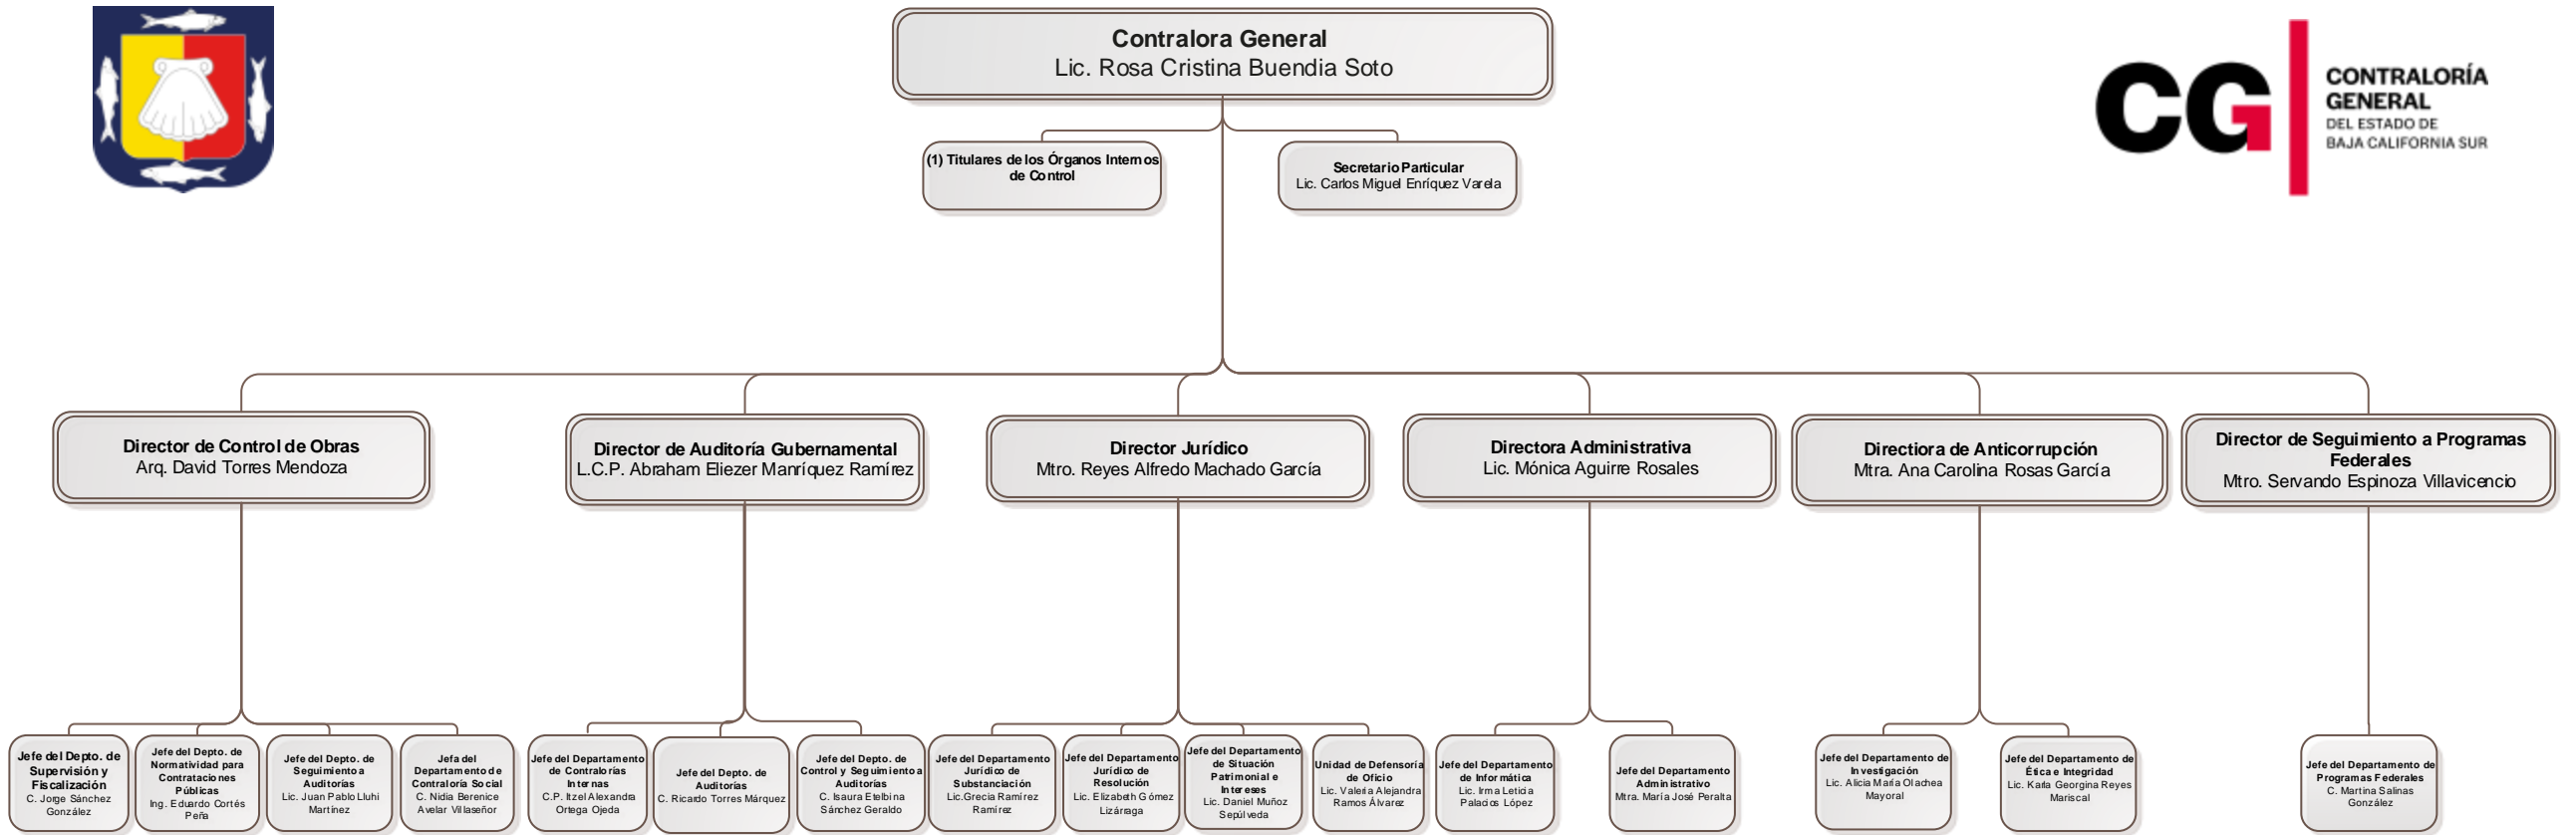 Contralora General
Lic. Rosa Cristina Buendia Soto
CG
CONTRALORÍA
GENERAL
DEL ESTADO DE
BAJA CALIFORNIA SUR
(1) Titulares de los Órganos Internos
de Control
Secretario Particular
Lic. Carlos Miguel Enríquez Varela
Director de Control de Obras
Arq. David Torres Mendoza
Director de Auditoría Gubernamental
L.C.P. Abraham Eliezer Manríquez Ramírez
Director Jurídico
Mtro. Reyes Alfredo Machado García
Directora Administrativa
Lic. Mónica Aguirre Rosales
Directiora de Anticorrupción
Mtra. Ana Carolina Rosas García
Director de Seguimiento a Programas
Federales
Mtro. Servando Espinoza Villavicencio
Jefe del Depto. de
Supervisión y
Fiscalización
C. Jorge Sánchez
González
Jefe del Depto. de
Normatividad para
Contrataciones
Públicas
Ing. Eduardo Cortés
Peña
Jefe del Depto. de
Seguimiento a
Auditorías
Lic. Juan Pablo Lluhi
Martínez
Jefa del
Departamento de
Contraloría Social
C. Nidia Berenice
Avelar Villaseñor
Jefe del Departamento
de Contralorías
Internas
C.P. Itzel Alexandra
Ortega Ojeda
Jefe del Depto. de
Auditorías
C. Ricardo Torres Márquez
Jefe del Depto. de
Control y Seguimiento a
Auditorías
C. Isaura Etelbina
Sánchez Geraldo
Jefe del Departamento
Jurídico de
Substanciación
Lic.Grecia Ramírez
Ramírez
Jefe del Departamento
Jurídico de
Resolución
Lic. Elizabeth Gómez
Lizárraga
Jefe del Departamento
de Situación
Patrimonial e
Intereses
Lic. Daniel Muñoz
Sepúlveda
Unidad de Defensoría
de Oficio
Lic. Valeria Alejandra
Ramos Álvarez
Jefe del Departamento
de Informática
Lic. Irma Leticia
Palacios López
Jefe del Departamento
Administrativo
Mtra. María José Peralta
Jefe del Departamento de
Investigación
Lic. Alicia María Olachea
Mayoral
Jefe del Departamento de
Ética e Integridad
Lic. Karla Georgina Reyes
Mariscal
Jefe del Departamento de
Programas Federales
C. Martina Salinas
González